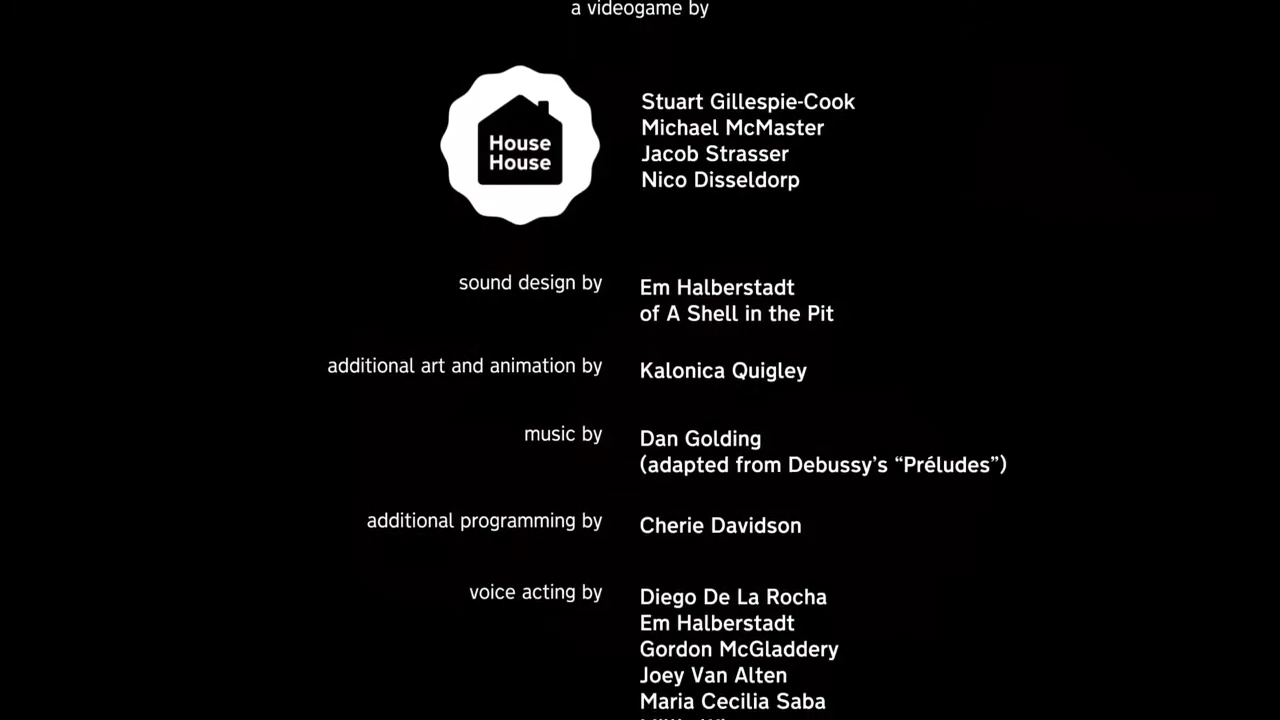 a videogame by
House
House
Stuart Gillespie-Cook
Michael McMaster
Jacob Strasser
Nico Disseldorp
sound design by
Em Halberstadt
of A Shell in the Pit
additional art and animation by
Kalonica Quigley
music by
Dan Golding
(adapted from Debussy’s “Préludes”)
additional programming by
Cherie Davidson
voice acting by
Diego De La Rocha
Em Halberstadt
Gordon McGladdery
Joey Van Alten
Maria Cecilia Saba